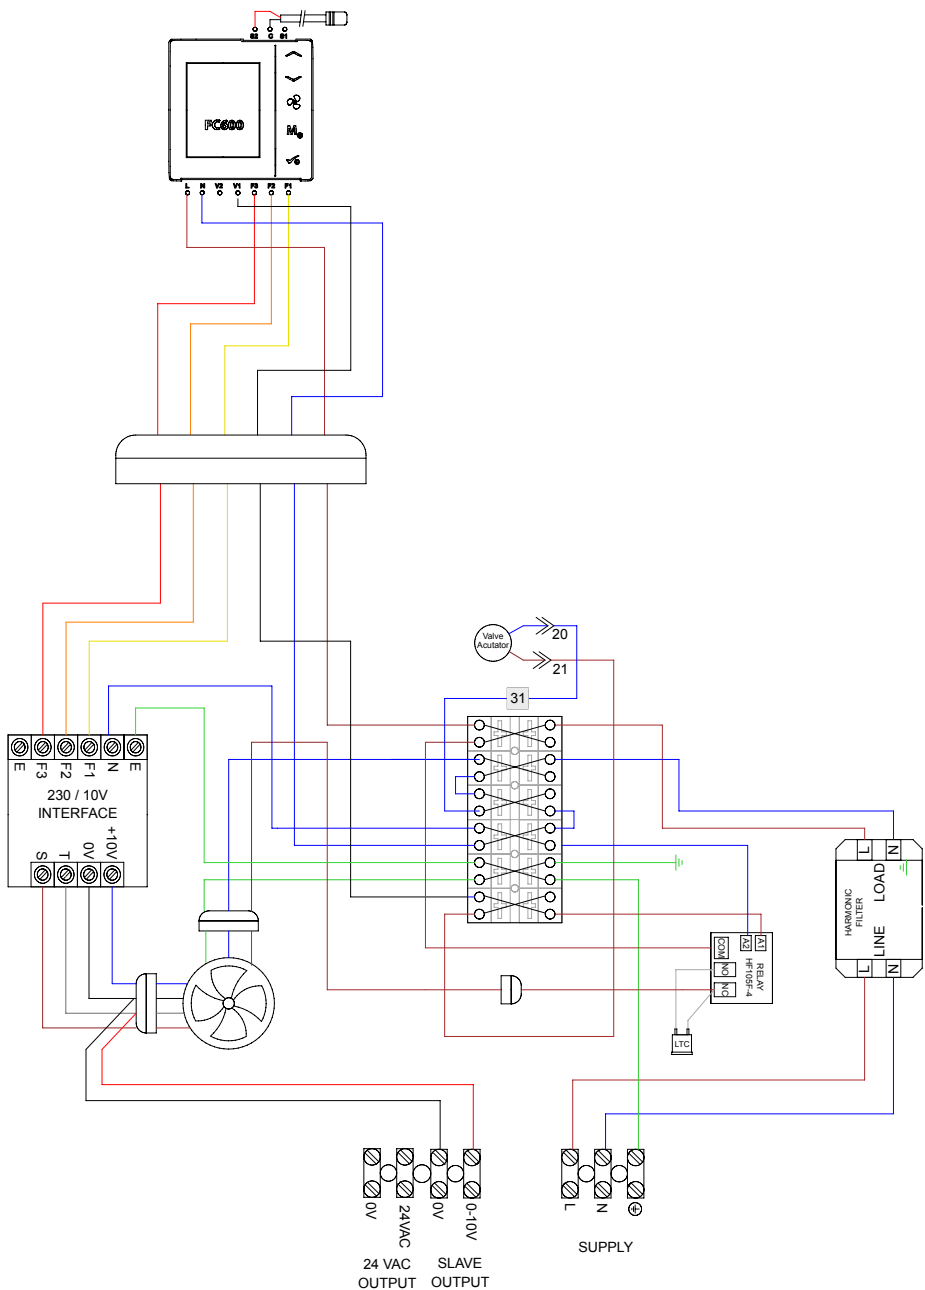 S2 C S1
FC600
M
L N V2 V1 F3 F2 F1
Valve
Acutator
20
21
31
E F3 F2 F1 N E
230 / 10V
INTERFACE
S T 0V +10V
L N
HARMONIC
FILTER
LINE LOAD
L N
COM
NO
NC
A2
A1
RELAY
HF105F-4
LTC
0V
24VAC
0V
0-10V
24 VAC
OUTPUT
SLAVE
OUTPUT
L
N
SUPPLY